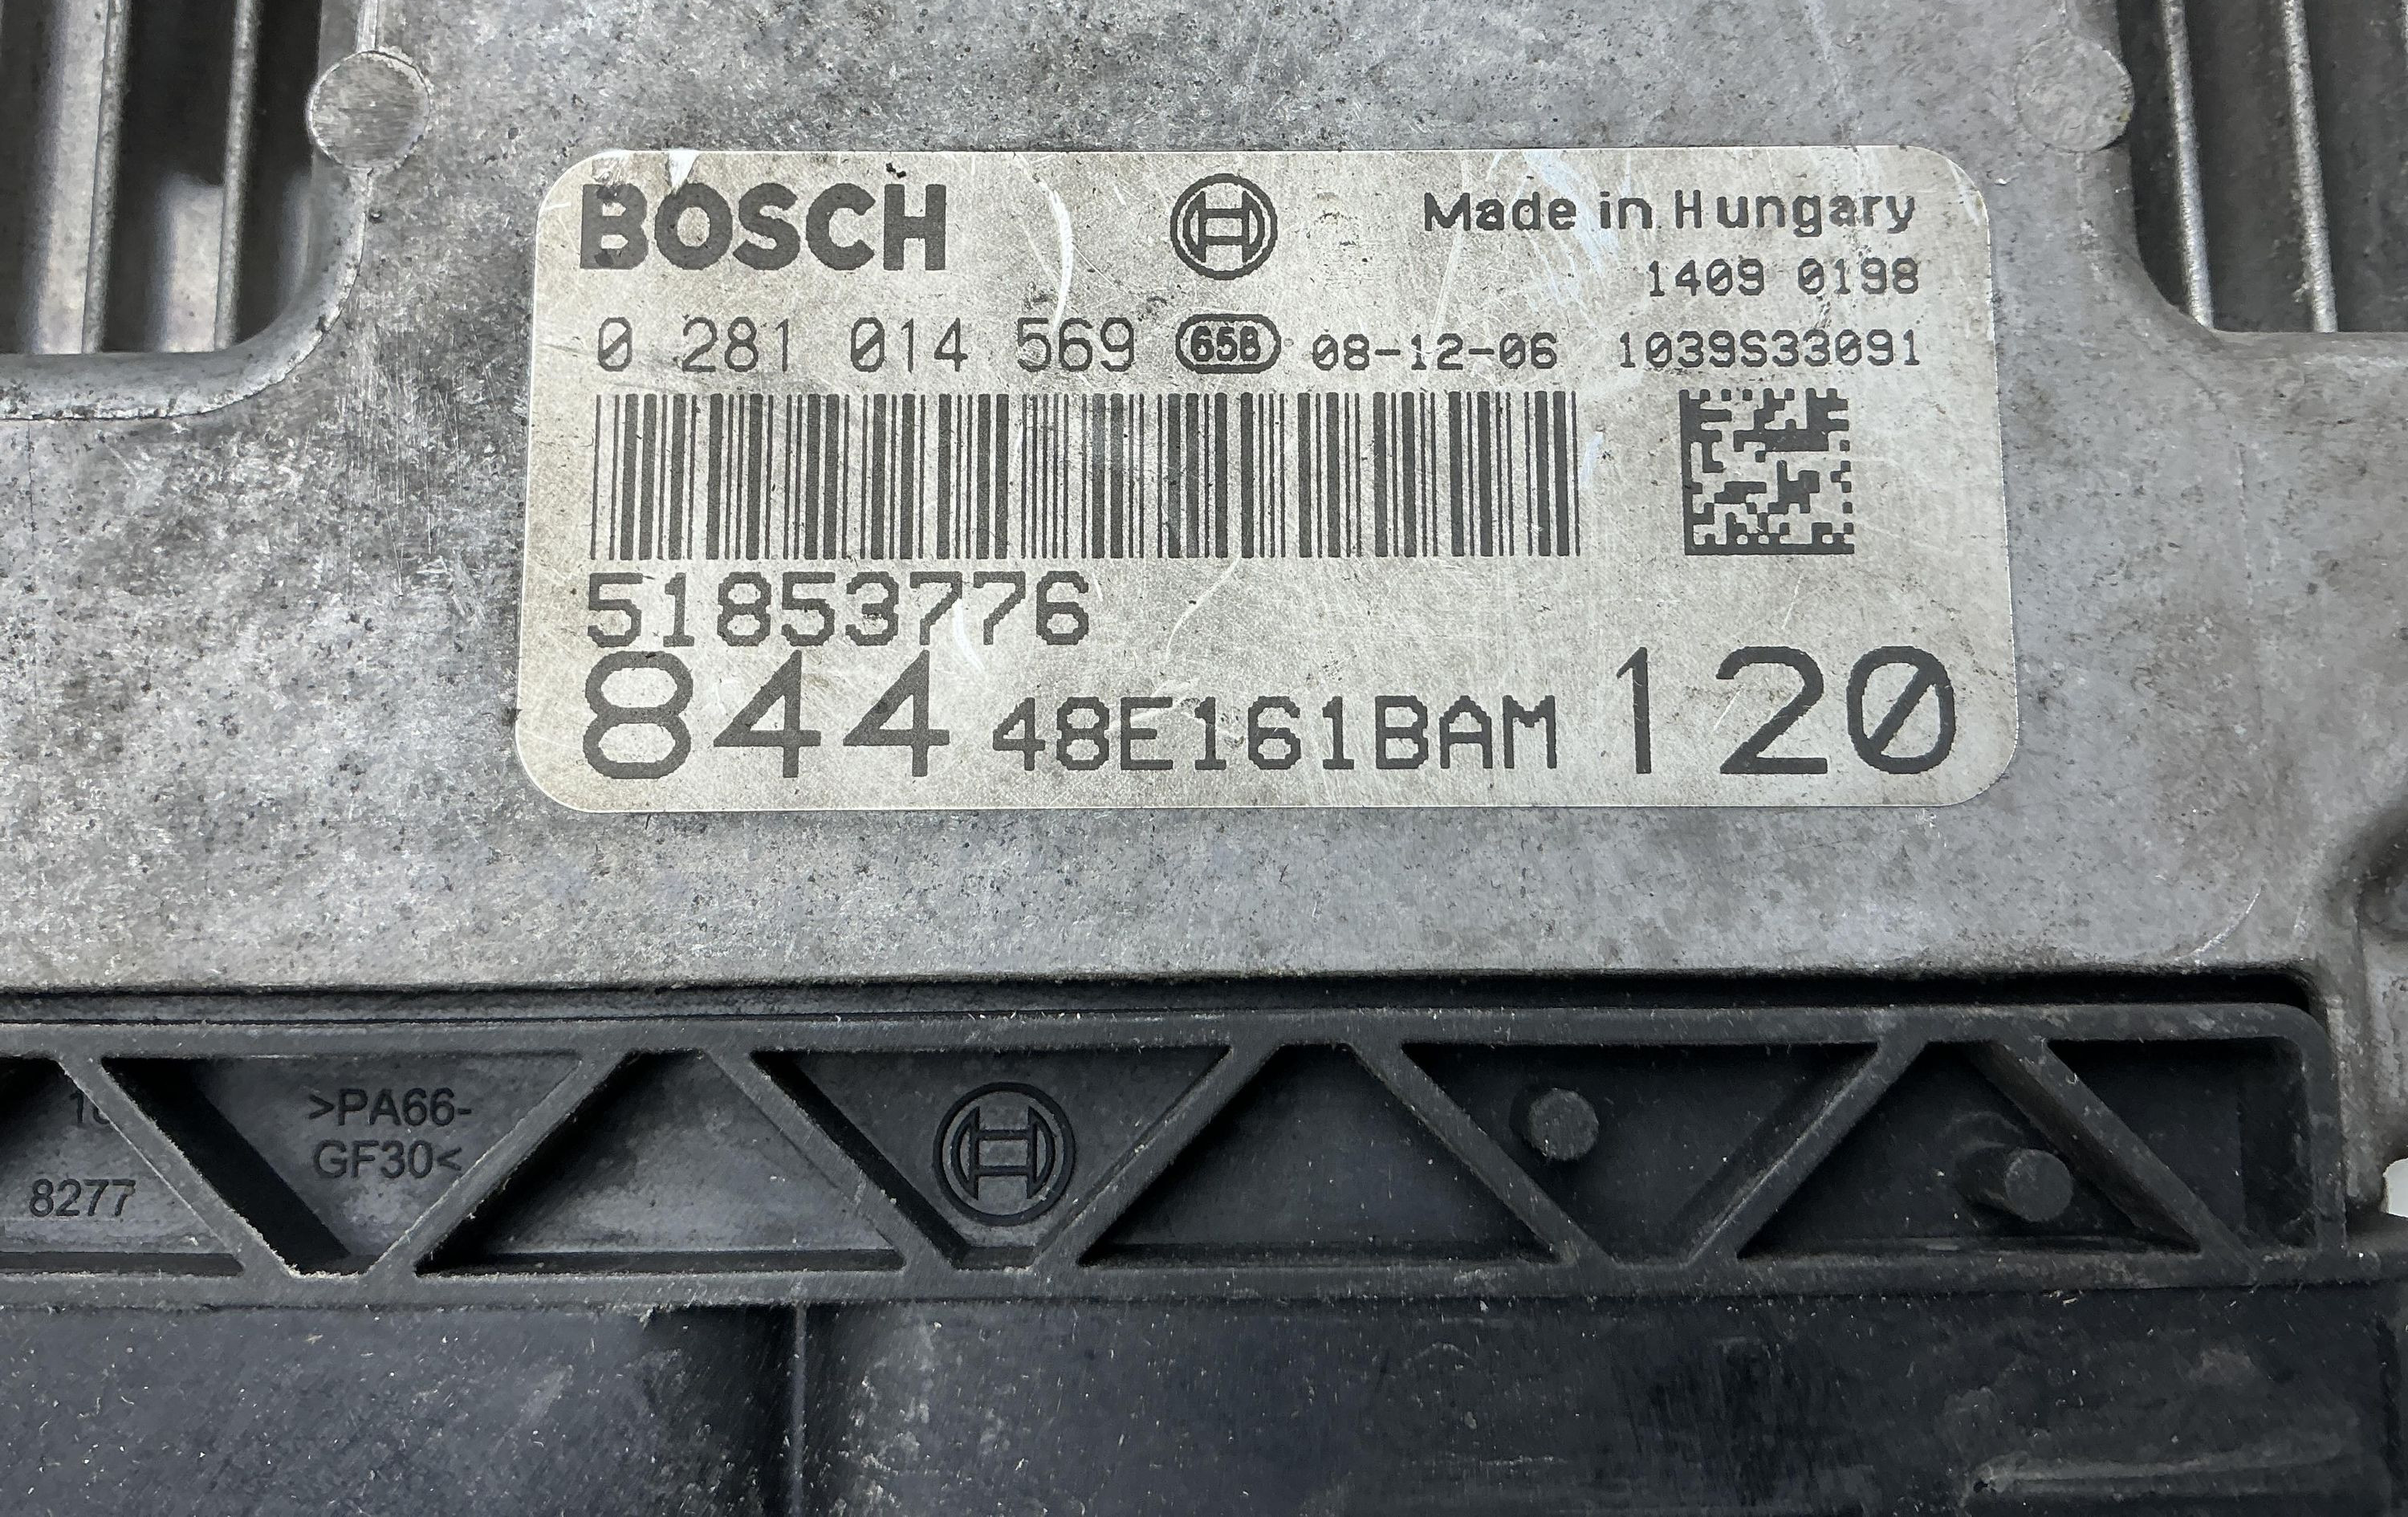 BOSCH Made in Hungary
1409 0198
0 281 014 569 65B 08-12-06 1039S33091
51853776
844 48E161BAM 120
>PA66-
GF30<
8277